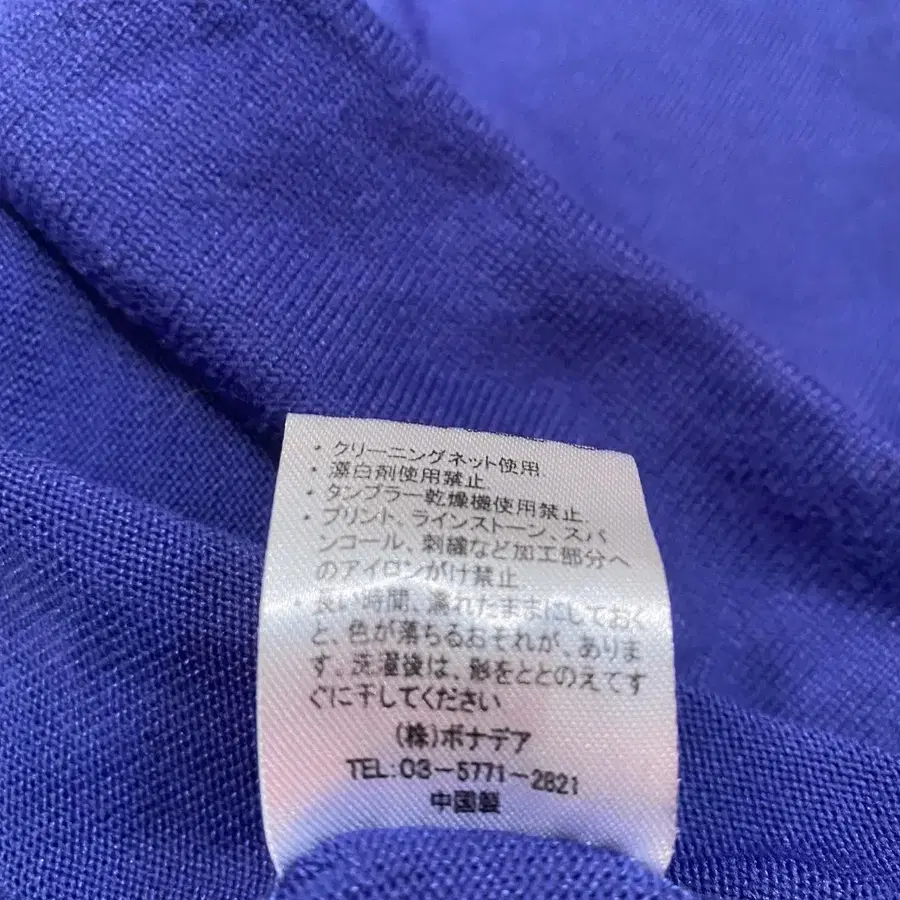 ・クリーニングネット使用.
・漂白剤使用禁止.
・タンブラー乾燥機使用禁止.
・プリント、ラインストーン、スパ
ンコール、刺繍など加工部分へ
のアイロンがけ禁止.
・長い時間、濡れたままにしておく
と、色が落ちるおそれが、ありま
す、洗濯後は、形をととのえてす
ぐに干してください
(株)ボナデア
TEL:03-5771-2821
中国製